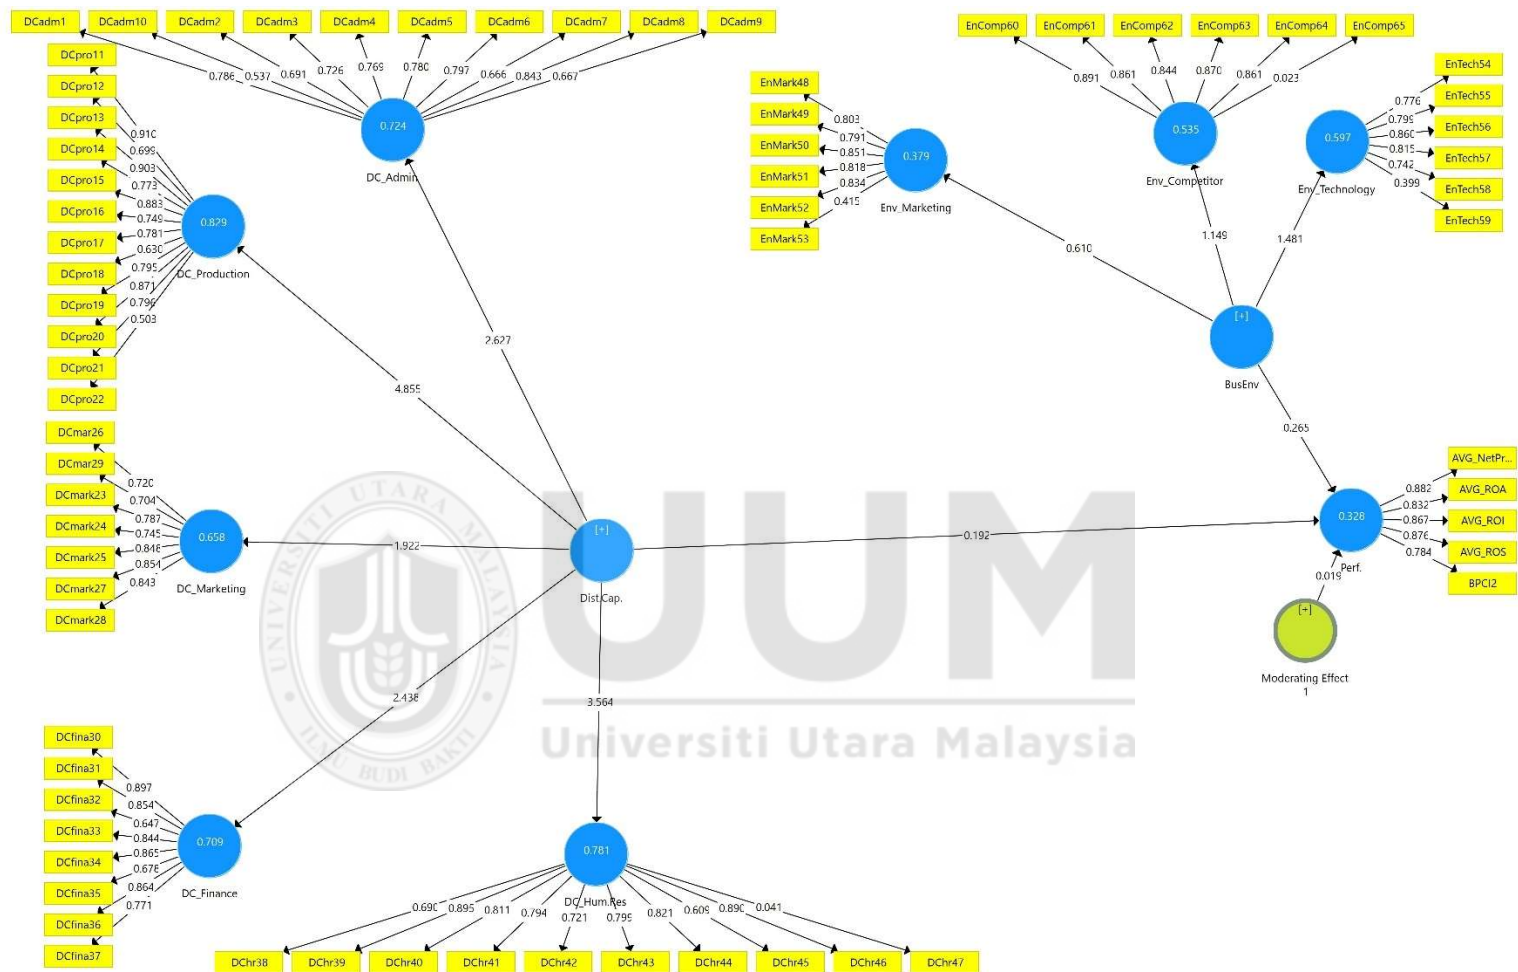 DCadm1 DCadm10 DCadm2 DCadm3 DCadm4 DCadm5 DCadm6 DCadm7 DCadm8 DCadm9
0.786 0.537 0.691 0.726 0.769 0.780 0.797 0.666 0.843 0.667
0.724
DC_Admin
DCpro11
DCpro12
DCpro13
DCpro14
DCpro15
DCpro16
DCpro17
DCpro18
DCpro19
DCpro20
DCpro21
DCpro22
0.910
0.699
0.903
0.773
0.883
0.749
0.781
0.630
0.795
0.871
0.796
0.503
0.829
DC_Production
EnComp60 EnComp61 EnComp62 EnComp63 EnComp64 EnComp65
0.891 0.861 0.844 0.870 0.861 0.023
0.535
Env_Competitor
EnMark48
EnMark49
EnMark50
EnMark51
EnMark52
EnMark53
0.803
0.791
0.851
0.818
0.834
0.415
0.379
Env_Marketing
EnTech54
EnTech55
EnTech56
EnTech57
EnTech58
EnTech59
0.776
0.799
0.860
0.815
0.742
0.399
0.597
Env_Technology
0.610
1.149
1.481
[+]
BusEnv
0.265
2.627
4.855
DCmar26
DCmar29
DCmark23
DCmark24
DCmark25
DCmark27
DCmark28
0.720
0.704
0.787
0.745
0.848
0.854
0.843
0.658
DC_Marketing
1.922
[+]
Dist.Cap.
0.192
AVG_NetPr...
AVG_ROA
AVG_ROI
AVG_ROS
BPCI2
0.882
0.832
0.867
0.876
0.784
0.328
Perf.
0.019
[+]
Moderating Effect
1
2.438
3.564
DCfina30
DCfina31
DCfina32
DCfina33
DCfina34
DCfina35
DCfina36
DCfina37
0.897
0.854
0.647
0.844
0.865
0.678
0.864
0.771
0.709
DC_Finance
0.781
DC_Hum.Res
0.690 0.895 0.811 0.794 0.721 0.799 0.821 0.609 0.890 0.041
DChr38 DChr39 DChr40 DChr41 DChr42 DChr43 DChr44 DChr45 DChr46 DChr47
UNIVERSITI UTARA MALAYSIA
ILMU BUDI BAKTI
UUM
Universiti Utara Malaysia